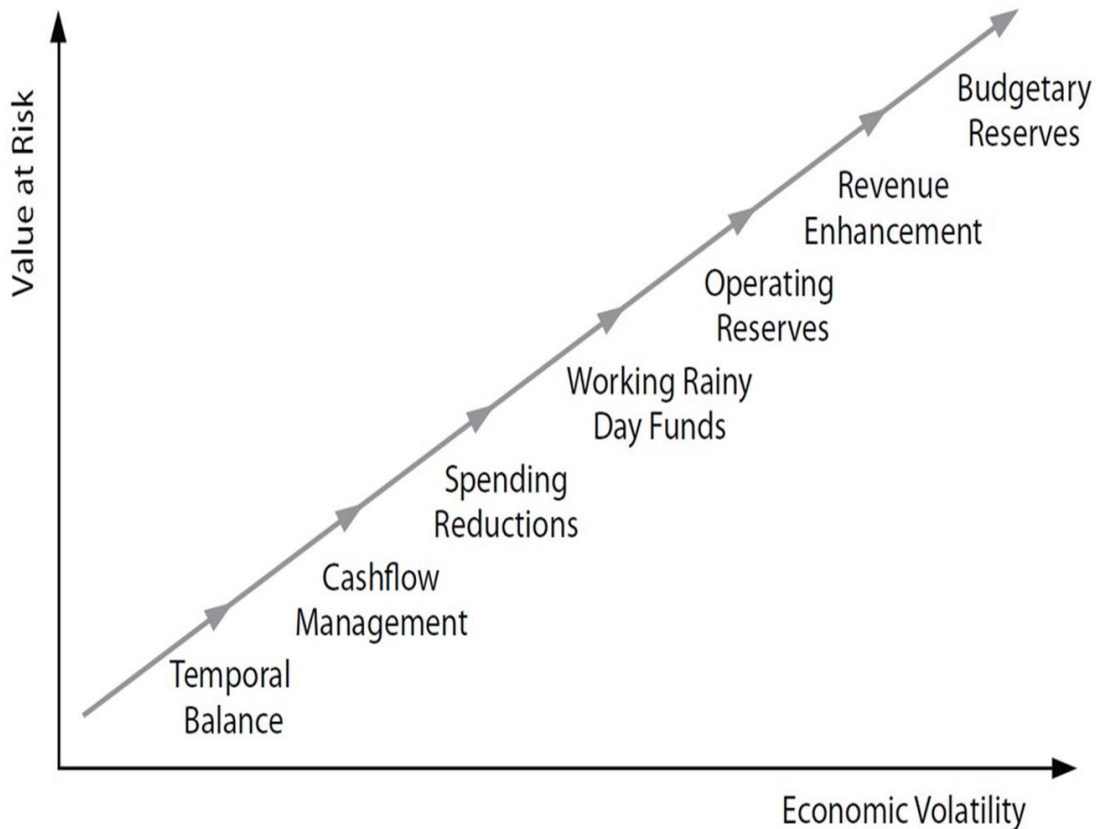 Value at Risk
Budgetary
Reserves
Revenue
Enhancement
Operating
Reserves
Working Rainy
Day Funds
Spending
Reductions
Cashflow
Management
Temporal
Balance
Economic Volatility